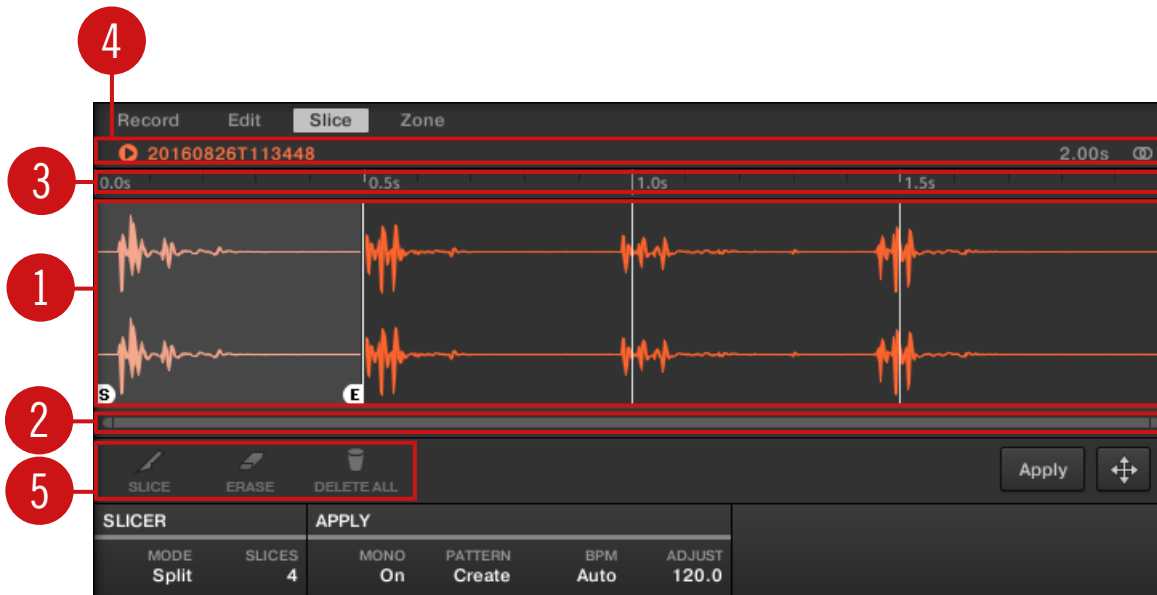 4
Record Edit Slice Zone
20160826T113448 2.00s
3
0.0s 0.5s 1.0s 1.5s
1
S E
2
5
SLICE ERASE DELETE ALL
Apply
SLICER APPLY
MODE SLICES MONO PATTERN BPM ADJUST
Split 4 On Create Auto 120.0